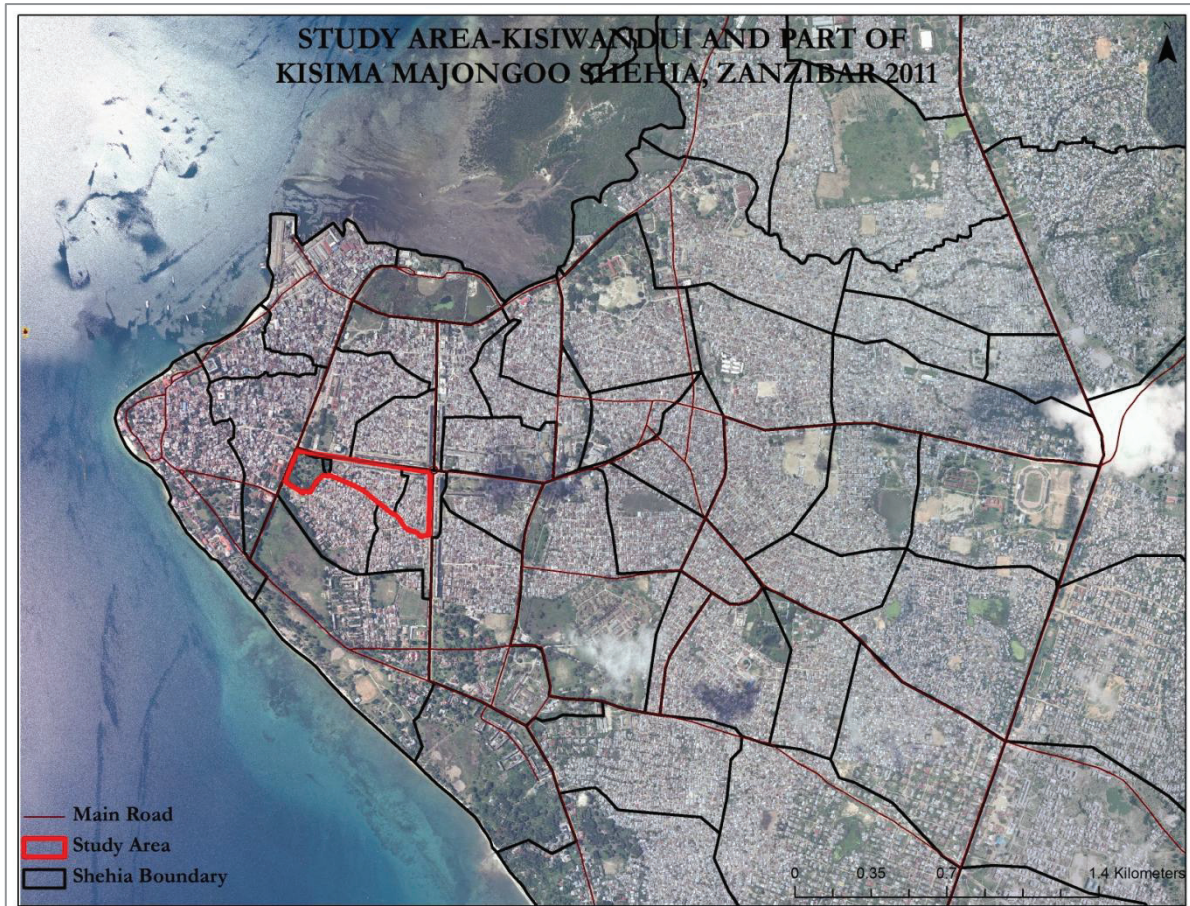 STUDY AREA-KISIWANDUI AND PART OF
KISIMA MAJONGOO SHEHIA, ZANZIBAR 2011
N
Main Road
Study Area
Shehia Boundary
0 0.35 0.7 1.4 Kilometers